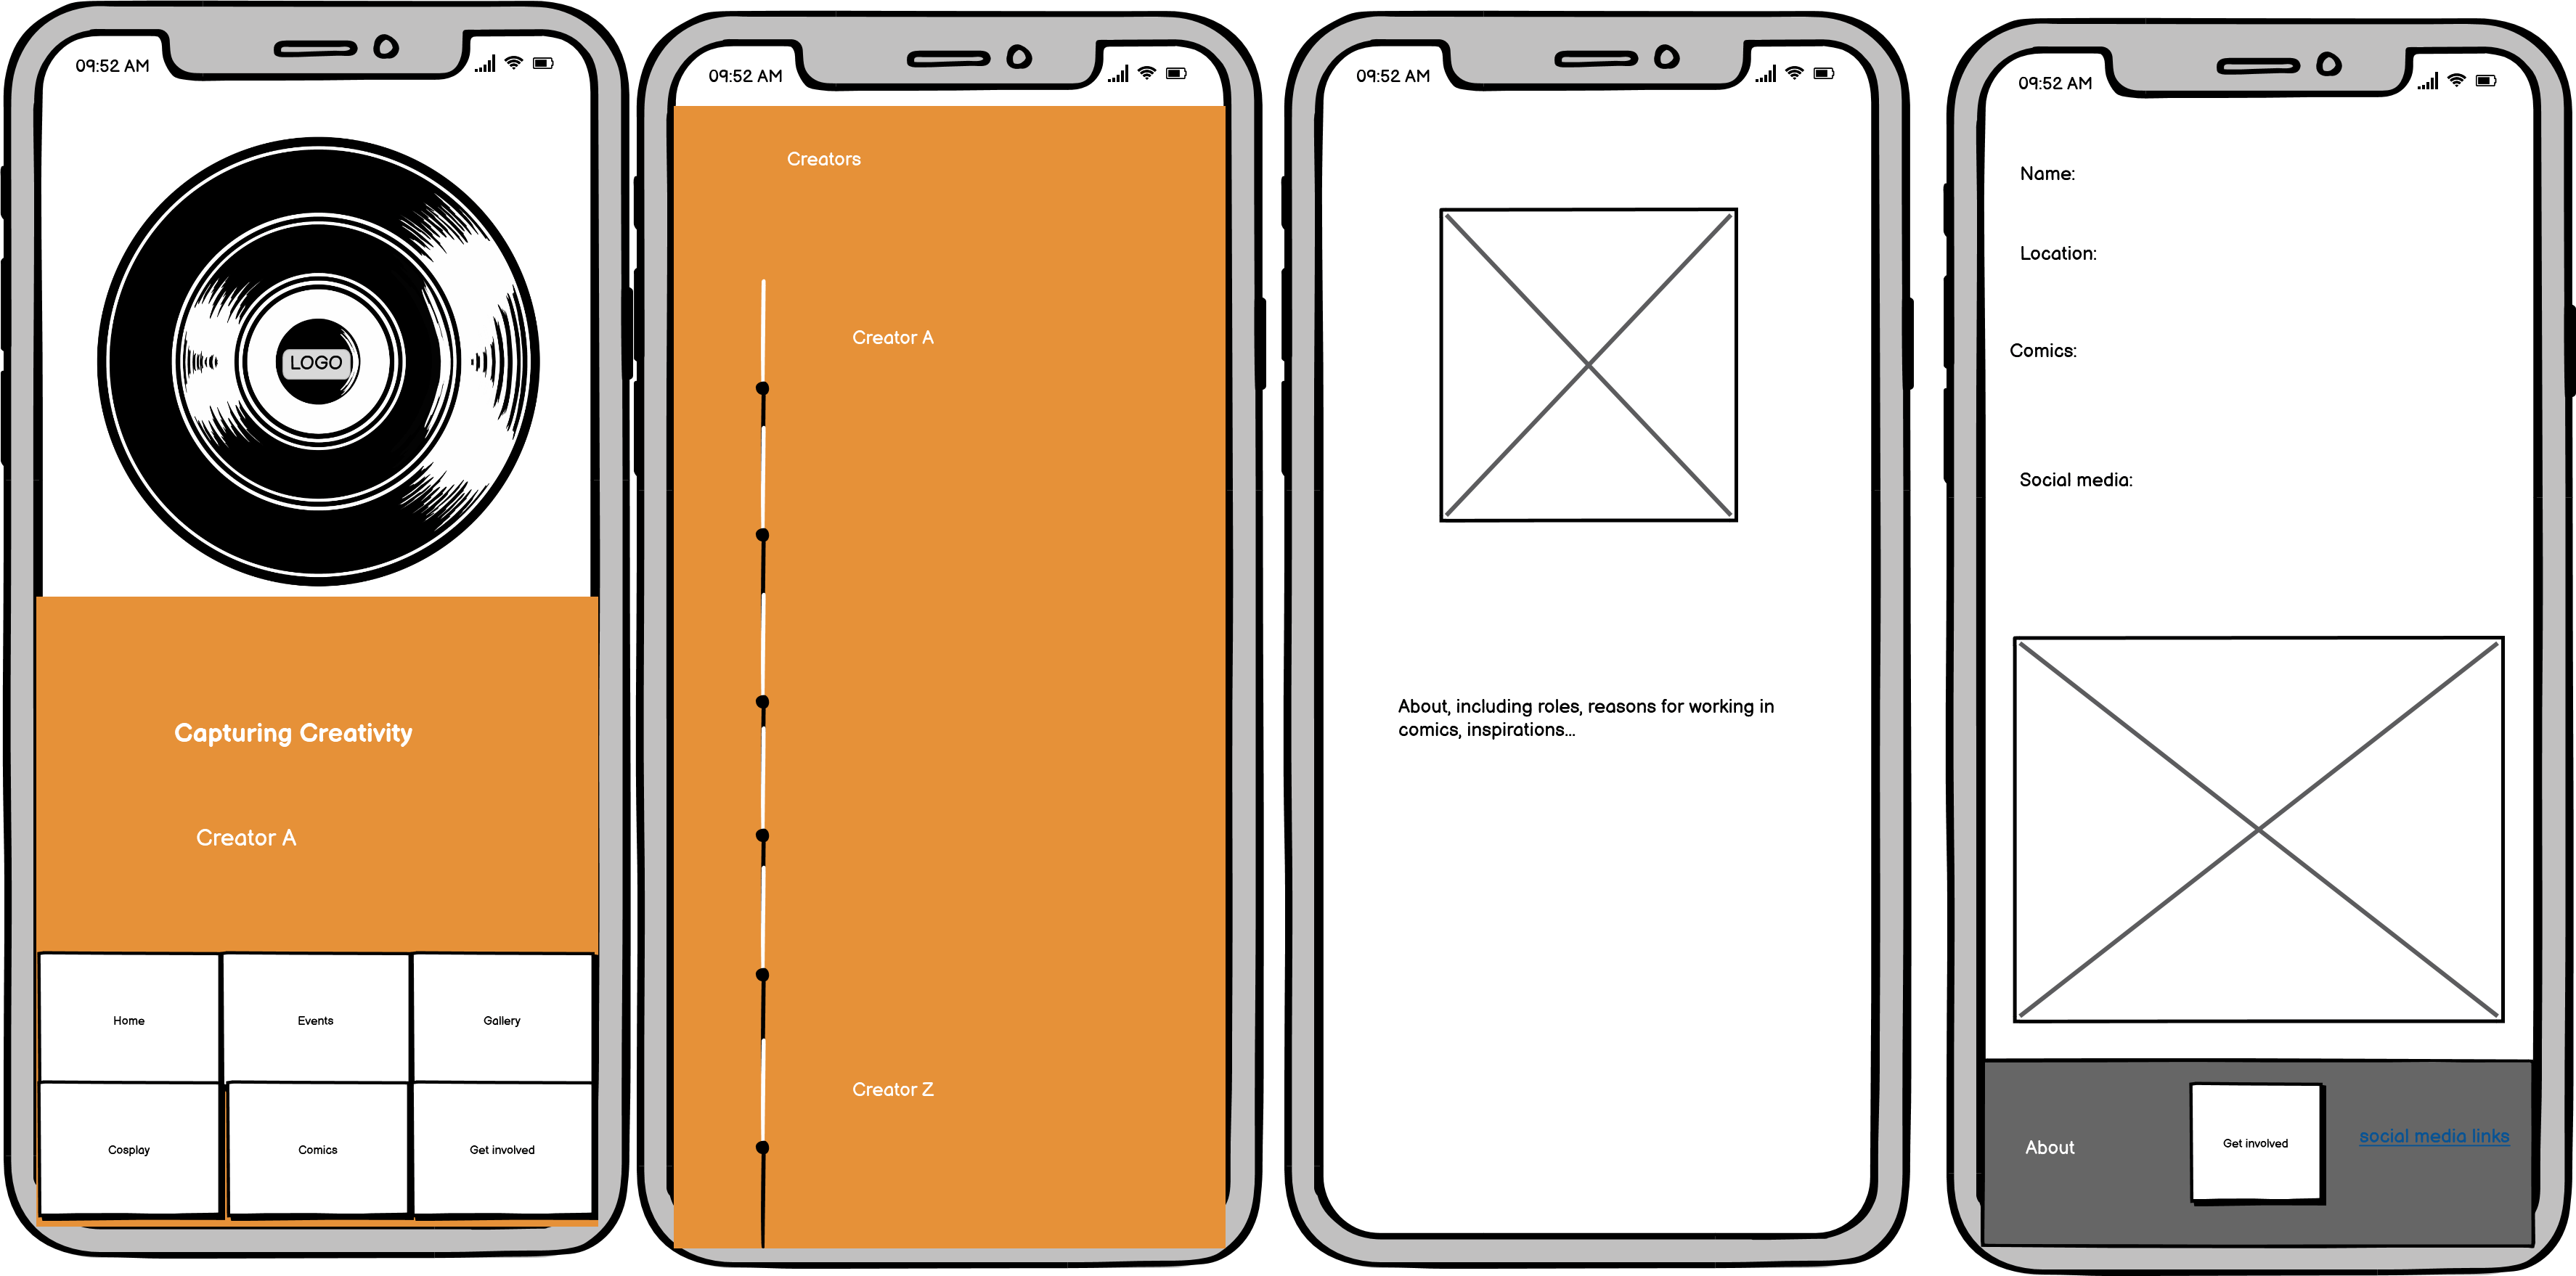 09:52 AM
LOGO
Capturing Creativity
Creator A
Home
Events
Gallery
Cosplay
Comics
Get involved
09:52 AM
Creators
Creator A
Creator Z
09:52 AM
About, including roles, reasons for working in
comics, inspirations...
09:52 AM
Name:
Location:
Comics:
Social media:
About
Get involved
social media links